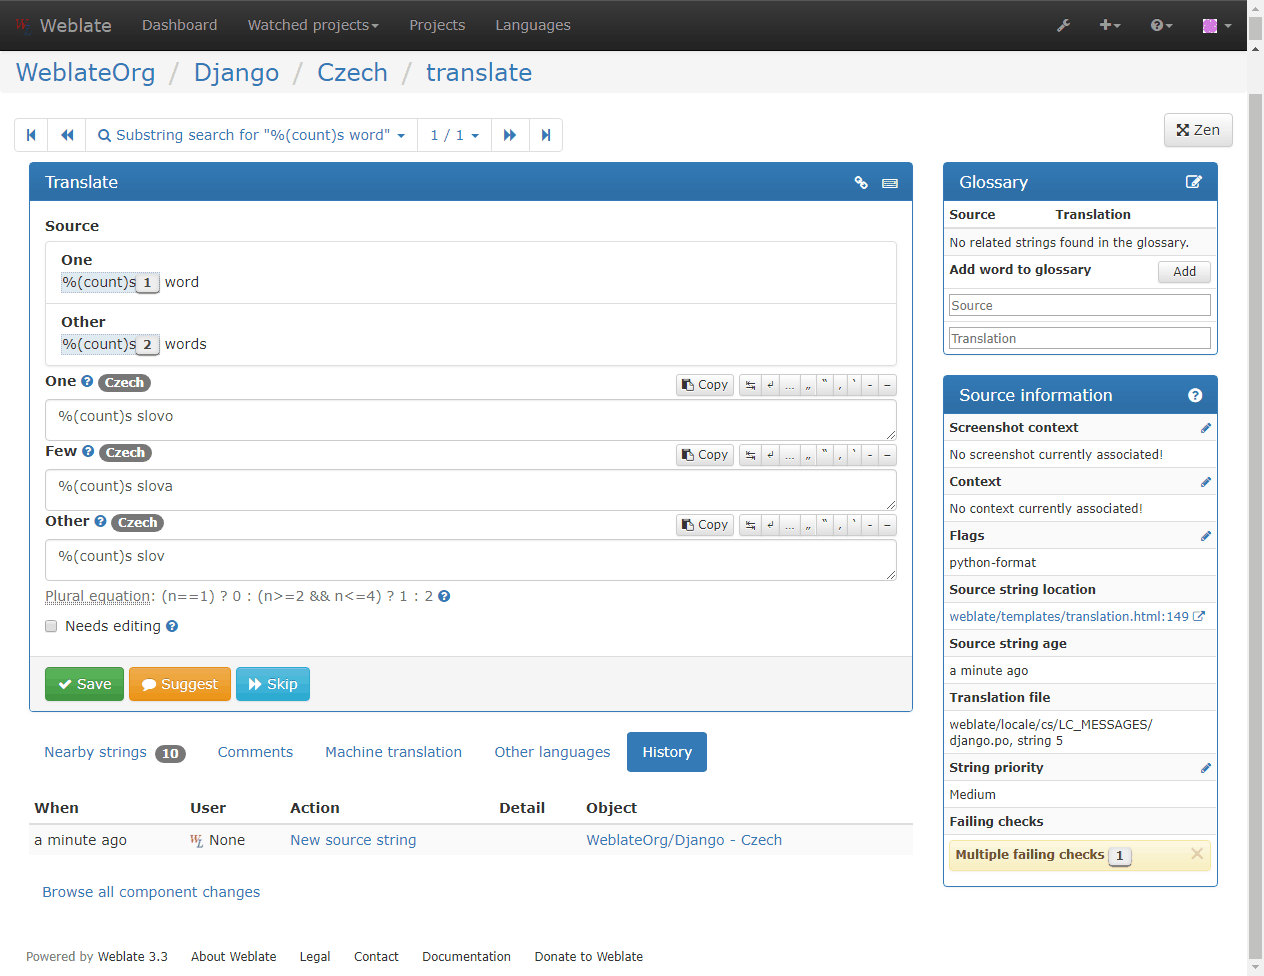 Weblate Dashboard Watched projects Projects Languages
WeblateOrg / Django / Czech / translate
Substring search for "%(count)s word" 1 / 1 Zen
Translate
Source
One
%(count)s 1 word
Other
%(count)s 2 words
One Czech Copy ↹ ↵ … „ “ ‚ ‘ - –
%(count)s slovo
Few Czech Copy ↹ ↵ … „ “ ‚ ‘ - –
%(count)s slova
Other Czech Copy ↹ ↵ … „ “ ‚ ‘ - –
%(count)s slov
Plural equation: (n==1) ? 0 : (n>=2 && n<=4) ? 1 : 2
Needs editing
Save Suggest Skip
Nearby strings 10 Comments Machine translation Other languages History
When User Action Detail Object
a minute ago None New source string WeblateOrg/Django - Czech
Browse all component changes
Glossary
Source Translation
No related strings found in the glossary.
Add word to glossary Add
Source
Translation
Source information
Screenshot context
No screenshot currently associated!
Context
No context currently associated!
Flags
python-format
Source string location
weblate/templates/translation.html:149
Source string age
a minute ago
Translation file
weblate/locale/cs/LC_MESSAGES/
django.po, string 5
String priority
Medium
Failing checks
Multiple failing checks 1
Powered by Weblate 3.3 About Weblate Legal Contact Documentation Donate to Weblate